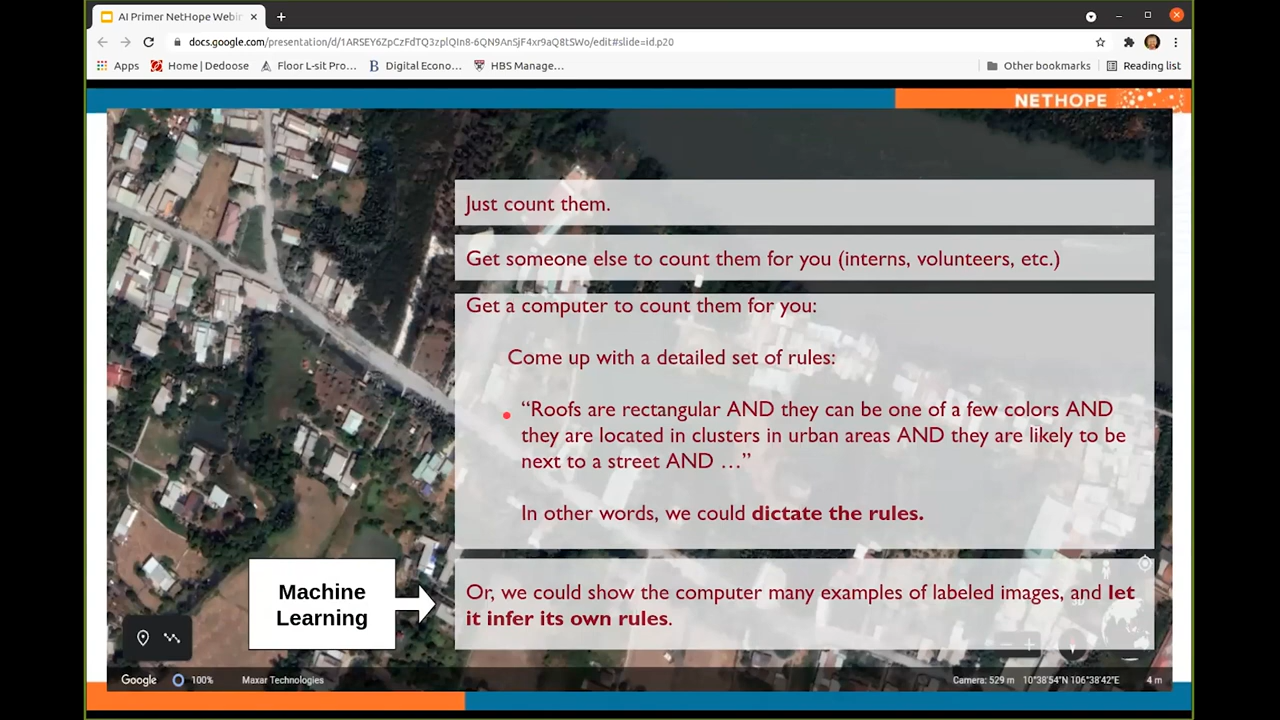 AI Primer NetHope Webin
docs.google.com/presentation/d/1ARSEY6ZpCzFdTQ3zplQIn8-6QN9AnSjF4xr9aQ8tSWo/edit#slide=id.p20
Apps
Home | Dedoose
Floor L-sit Pro…
Digital Econo…
HBS Manage…
Other bookmarks
Reading list
NETHOPE
Just count them.
Get someone else to count them for you (interns, volunteers, etc.)
Get a computer to count them for you:
Come up with a detailed set of rules:
“Roofs are rectangular AND they can be one of a few colors AND
they are located in clusters in urban areas AND they are likely to be
next to a street AND …”
In other words, we could dictate the rules.
Machine
Learning
Or, we could show the computer many examples of labeled images, and let
it infer its own rules.
Google
100%
Maxar Technologies
Camera: 529 m
10°38'54"N 106°38'42"E
4 m